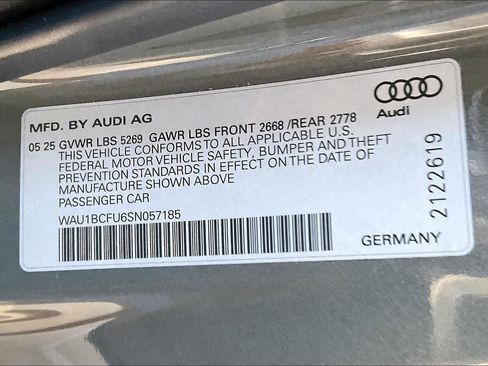 MFD. BY AUDI AG
05 25 GVWR LBS 5269 GAWR LBS FRONT 2668 /REAR 2778
THIS VEHICLE CONFORMS TO ALL APPLICABLE U.S.
FEDERAL MOTOR VEHICLE SAFETY, BUMPER AND THEFT
PREVENTION STANDARDS IN EFFECT ON THE DATE OF
MANUFACTURE SHOWN ABOVE
PASSENGER CAR
WAU1BCFU6SN057185
Audi
2122619
GERMANY